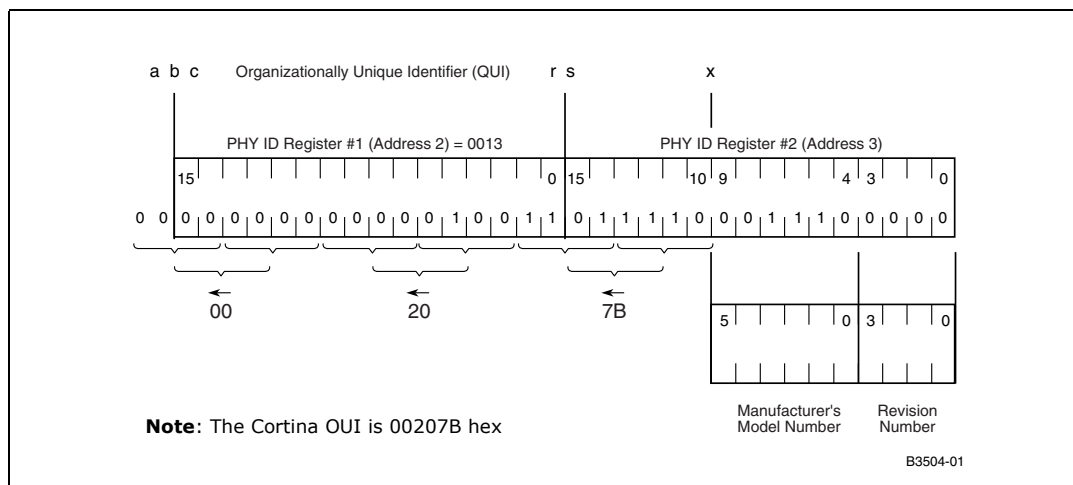 a b c Organizationally Unique Identifier (QUI) r s x
PHY ID Register #1 (Address 2) = 0013 PHY ID Register #2 (Address 3)
15 0 15 10 9 4 3 0
0 0 0 0 0 0 0 0 0 0 0 0 0 1 0 0 1 1 0 1 1 1 1 0 0 0 1 1 1 0 0 0 0 0
00 20 7B
5 0 3 0
Manufacturer's Revision
Model Number Number
Note: The Cortina OUI is 00207B hex
B3504-01